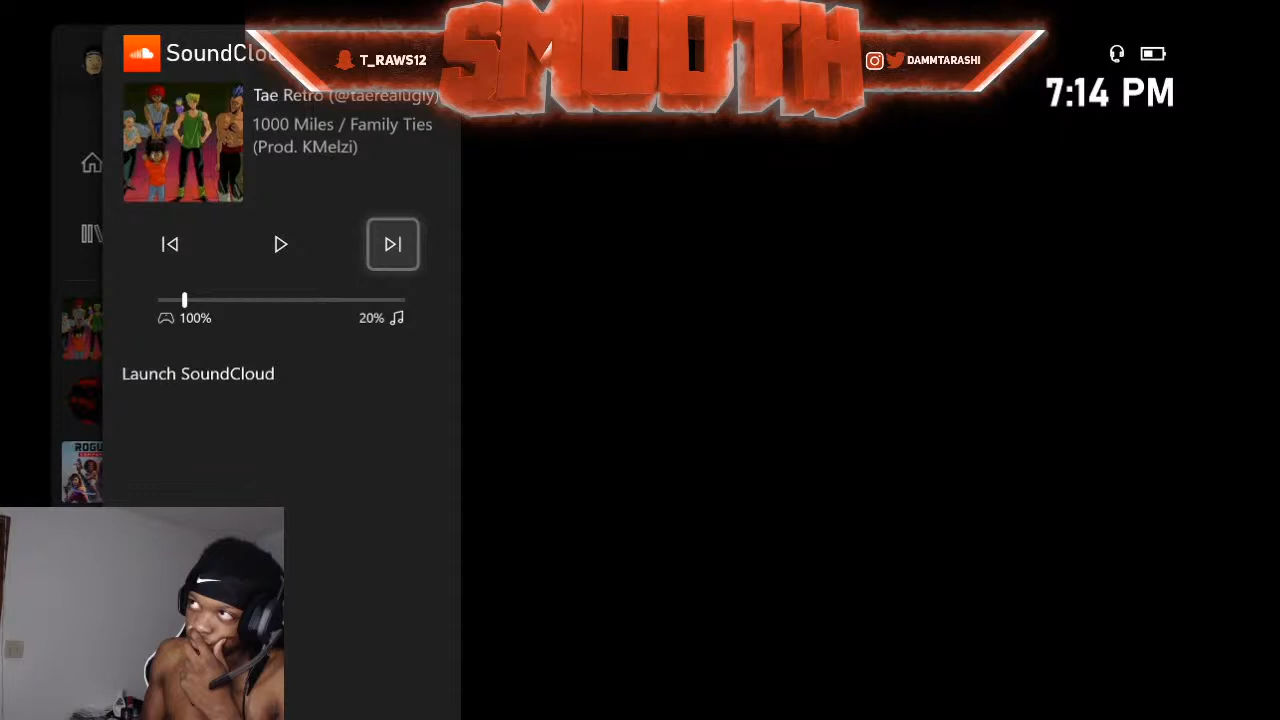 SoundClou
SMOOTH
T_RAWS12
DAMMTARASHI
7:14 PM
Tae Retro (@taerealugly)
1000 Miles / Family Ties
(Prod. KMelzi)
100%
20%
Launch SoundCloud
ROGU